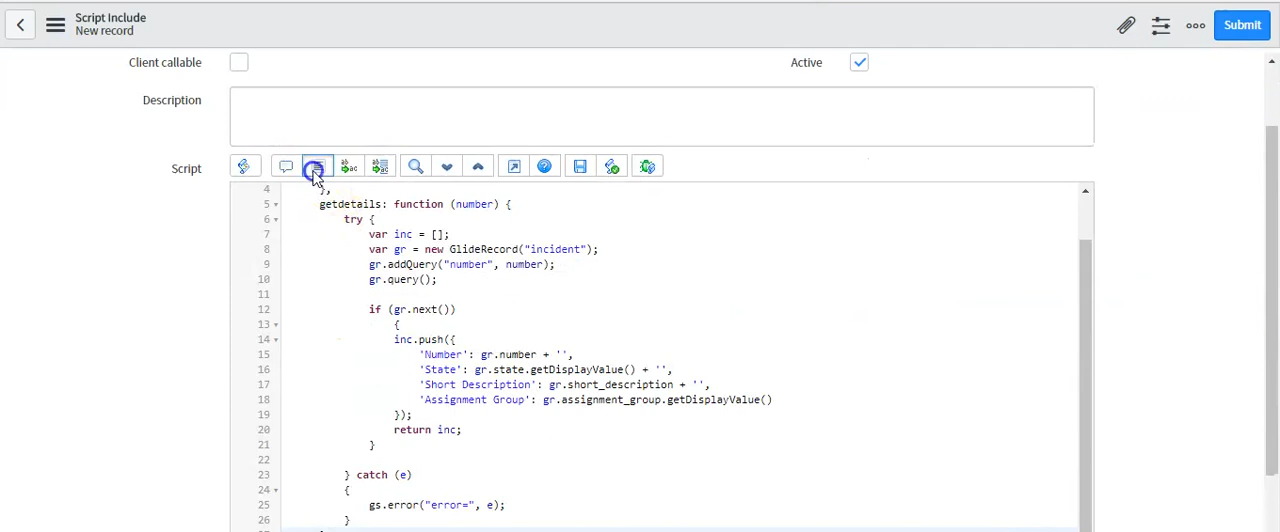 Script Include
New record
Submit
Client callable
Active
Description
Script
4 },
5 getdetails: function (number) {
6 try {
7 var inc = [];
8 var gr = new GlideRecord("incident");
9 gr.addQuery("number", number);
10 gr.query();
11
12 if (gr.next())
13 {
14 inc.push({
15 'Number': gr.number + '',
16 'State': gr.state.getDisplayValue() + '',
17 'Short Description': gr.short_description + '',
18 'Assignment Group': gr.assignment_group.getDisplayValue()
19 });
20 return inc;
21 }
22
23 } catch (e)
24 {
25 gs.error("error=", e);
26 }